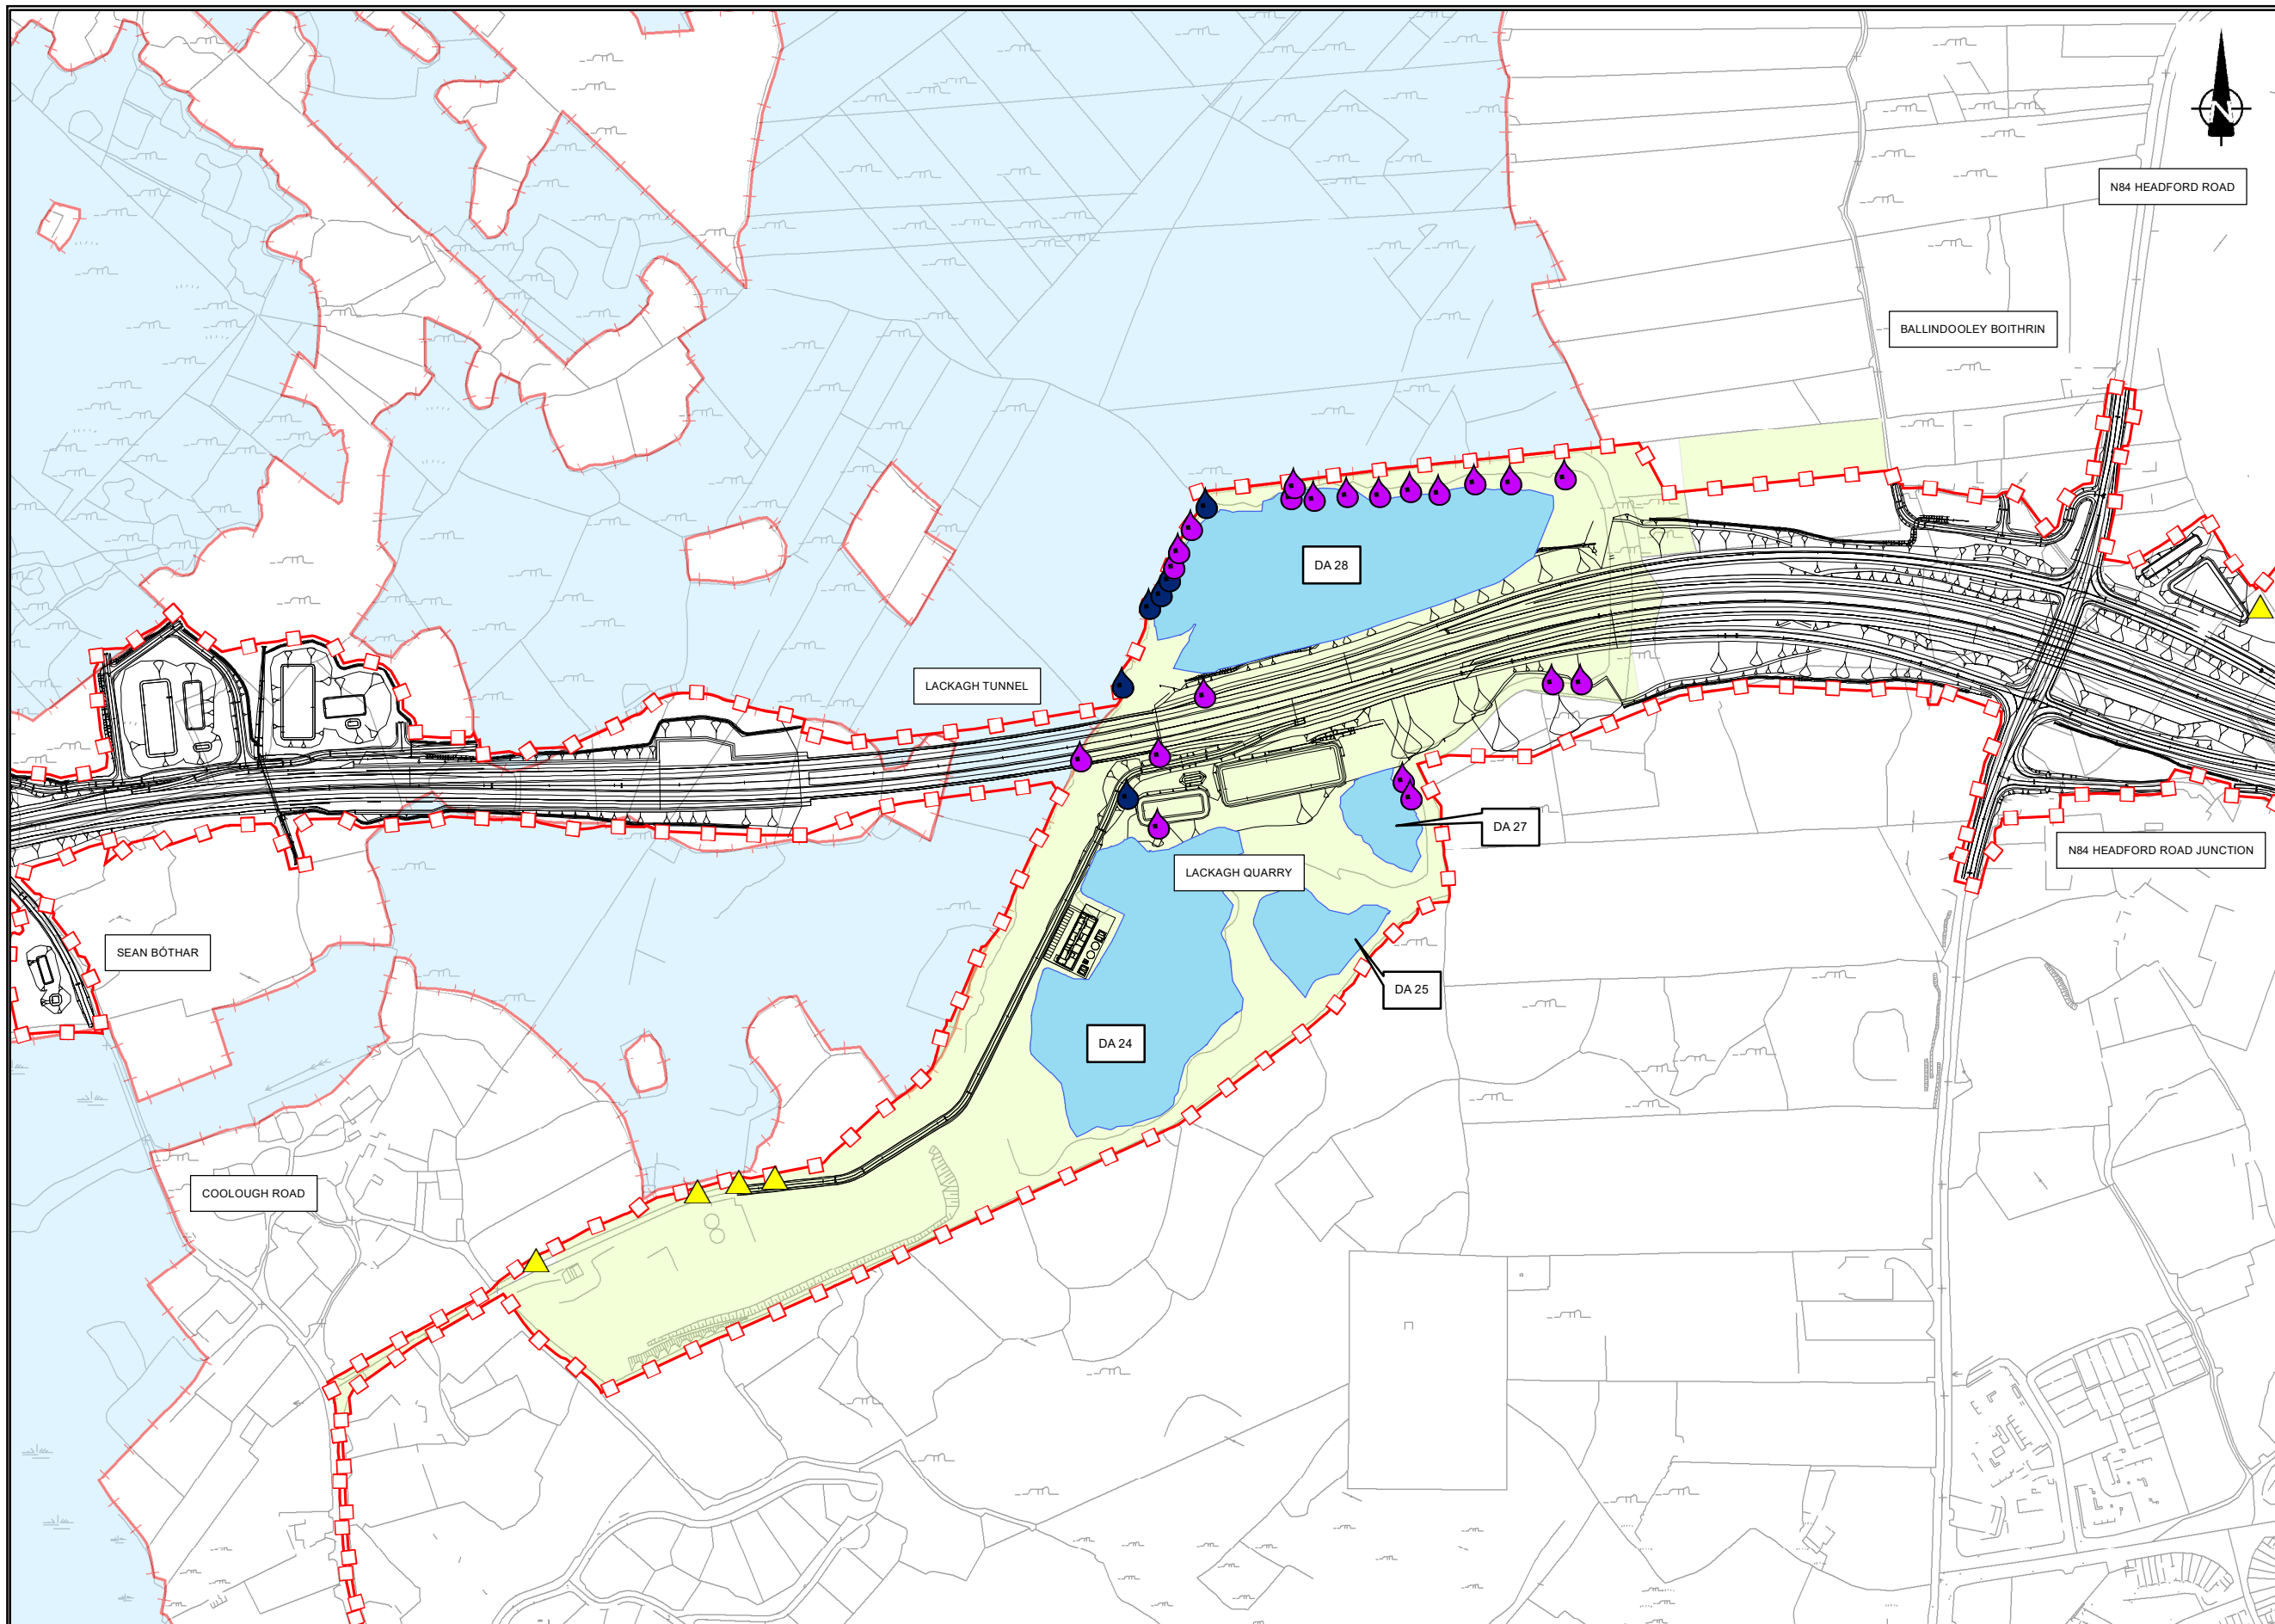 N
N84 HEADFORD ROAD
BALLINDOOLEY BOITHRIN
DA 28
LACKAGH TUNNEL
DA 27
N84 HEADFORD ROAD JUNCTION
LACKAGH QUARRY
SEAN BÓTHAR
DA 25
DA 24
COOLOUGH ROAD